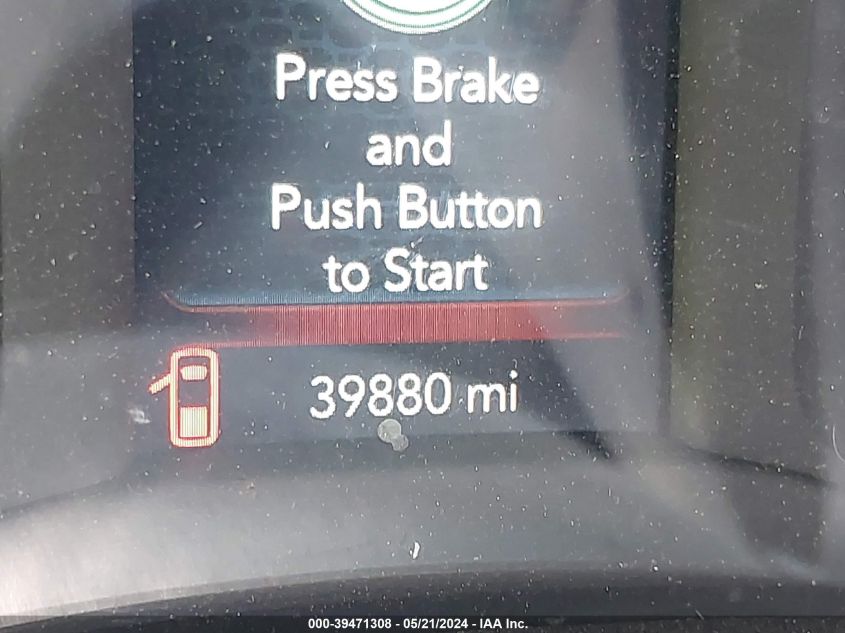 Press Brake
and
Push Button
to Start
39880 mi
000-39471308 - 05/21/2024 - IAA Inc.